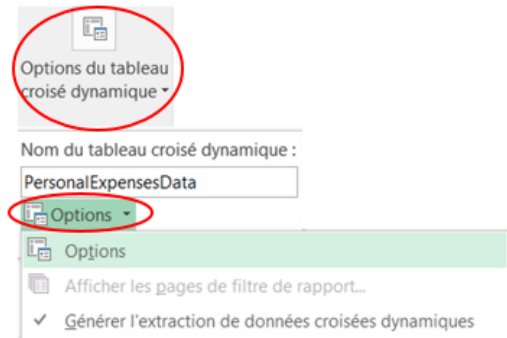 Options du tableau
croisé dynamique
Nom du tableau croisé dynamique :
PersonalExpensesData
Options
Options
Afficher les pages de filtre de rapport...
Générer l'extraction de données croisées dynamiques